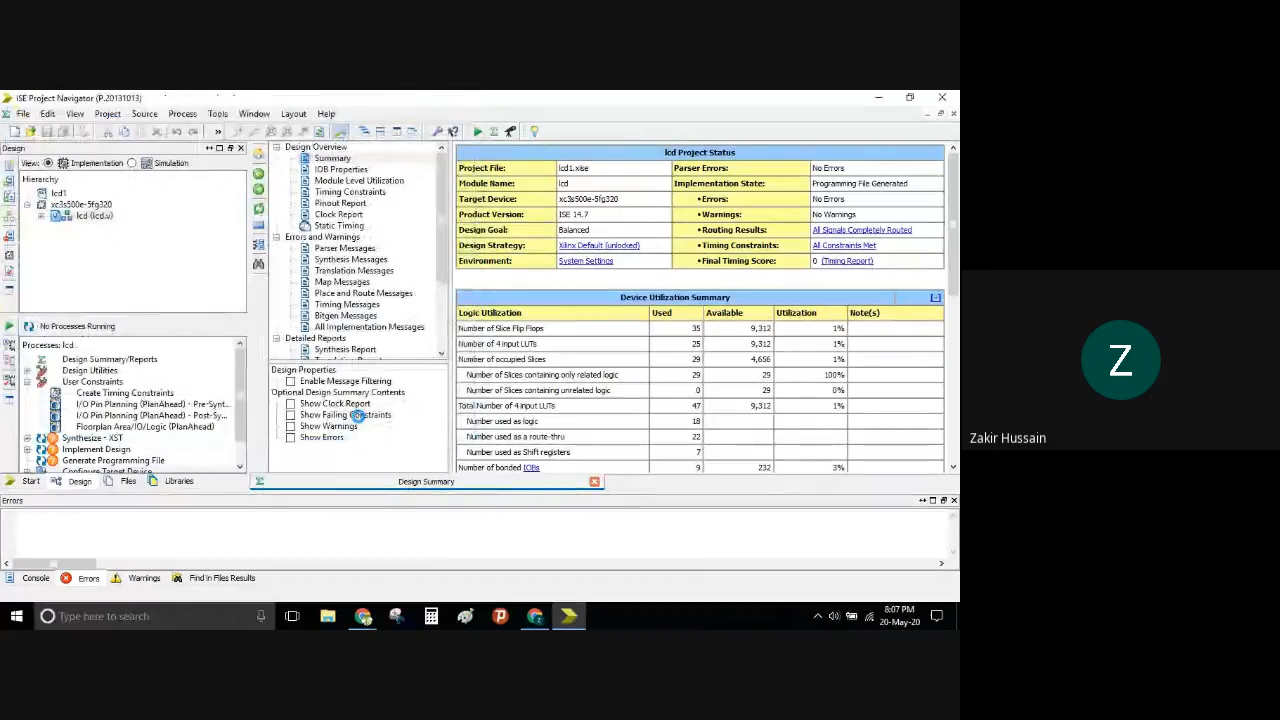 ISE Project Navigator (P.20131013)
File Edit View Project Source Process Tools Window Layout Help
Design
View: Implementation Simulation
Hierarchy
lcd1
xc3s500e-5fg320
lcd (lcd.v)
No Processes Running
Processes: lcd
Design Summary/Reports
Design Utilities
User Constraints
Create Timing Constraints
I/O Pin Planning (PlanAhead) - Pre-Synt...
I/O Pin Planning (PlanAhead) - Post-Sy...
Floorplan Area/IO/Logic (PlanAhead)
Synthesize - XST
Implement Design
Generate Programming File
Configure Target Device
Start Design Files Libraries
Design Overview
Summary
IOB Properties
Module Level Utilization
Timing Constraints
Pinout Report
Clock Report
Static Timing
Errors and Warnings
Parser Messages
Synthesis Messages
Translation Messages
Map Messages
Place and Route Messages
Timing Messages
Bitgen Messages
All Implementation Messages
Detailed Reports
Synthesis Report
Design Properties
Enable Message Filtering
Optional Design Summary Contents
Show Clock Report
Show Failing Constraints
Show Warnings
Show Errors
lcd Project Status
Project File: lcd1.xise Parser Errors: No Errors
Module Name: lcd Implementation State: Programming File Generated
Target Device: xc3s500e-5fg320 •Errors: No Errors
Product Version: ISE 14.7 •Warnings: No Warnings
Design Goal: Balanced •Routing Results: All Signals Completely Routed
Design Strategy: Xilinx Default (unlocked) •Timing Constraints: All Constraints Met
Environment: System Settings •Final Timing Score: 0 (Timing Report)
Device Utilization Summary [-]
Logic Utilization Used Available Utilization Note(s)
Number of Slice Flip Flops 35 9,312 1%
Number of 4 input LUTs 25 9,312 1%
Number of occupied Slices 29 4,656 1%
Number of Slices containing only related logic 29 29 100%
Number of Slices containing unrelated logic 0 29 0%
Total Number of 4 input LUTs 47 9,312 1%
Number used as logic 18
Number used as a route-thru 22
Number used as Shift registers 7
Number of bonded IOBs 9 232 3%
Design Summary
Errors
Console Errors Warnings Find in Files Results
Type here to search
8:07 PM
20-May-20
Z
Zakir Hussain